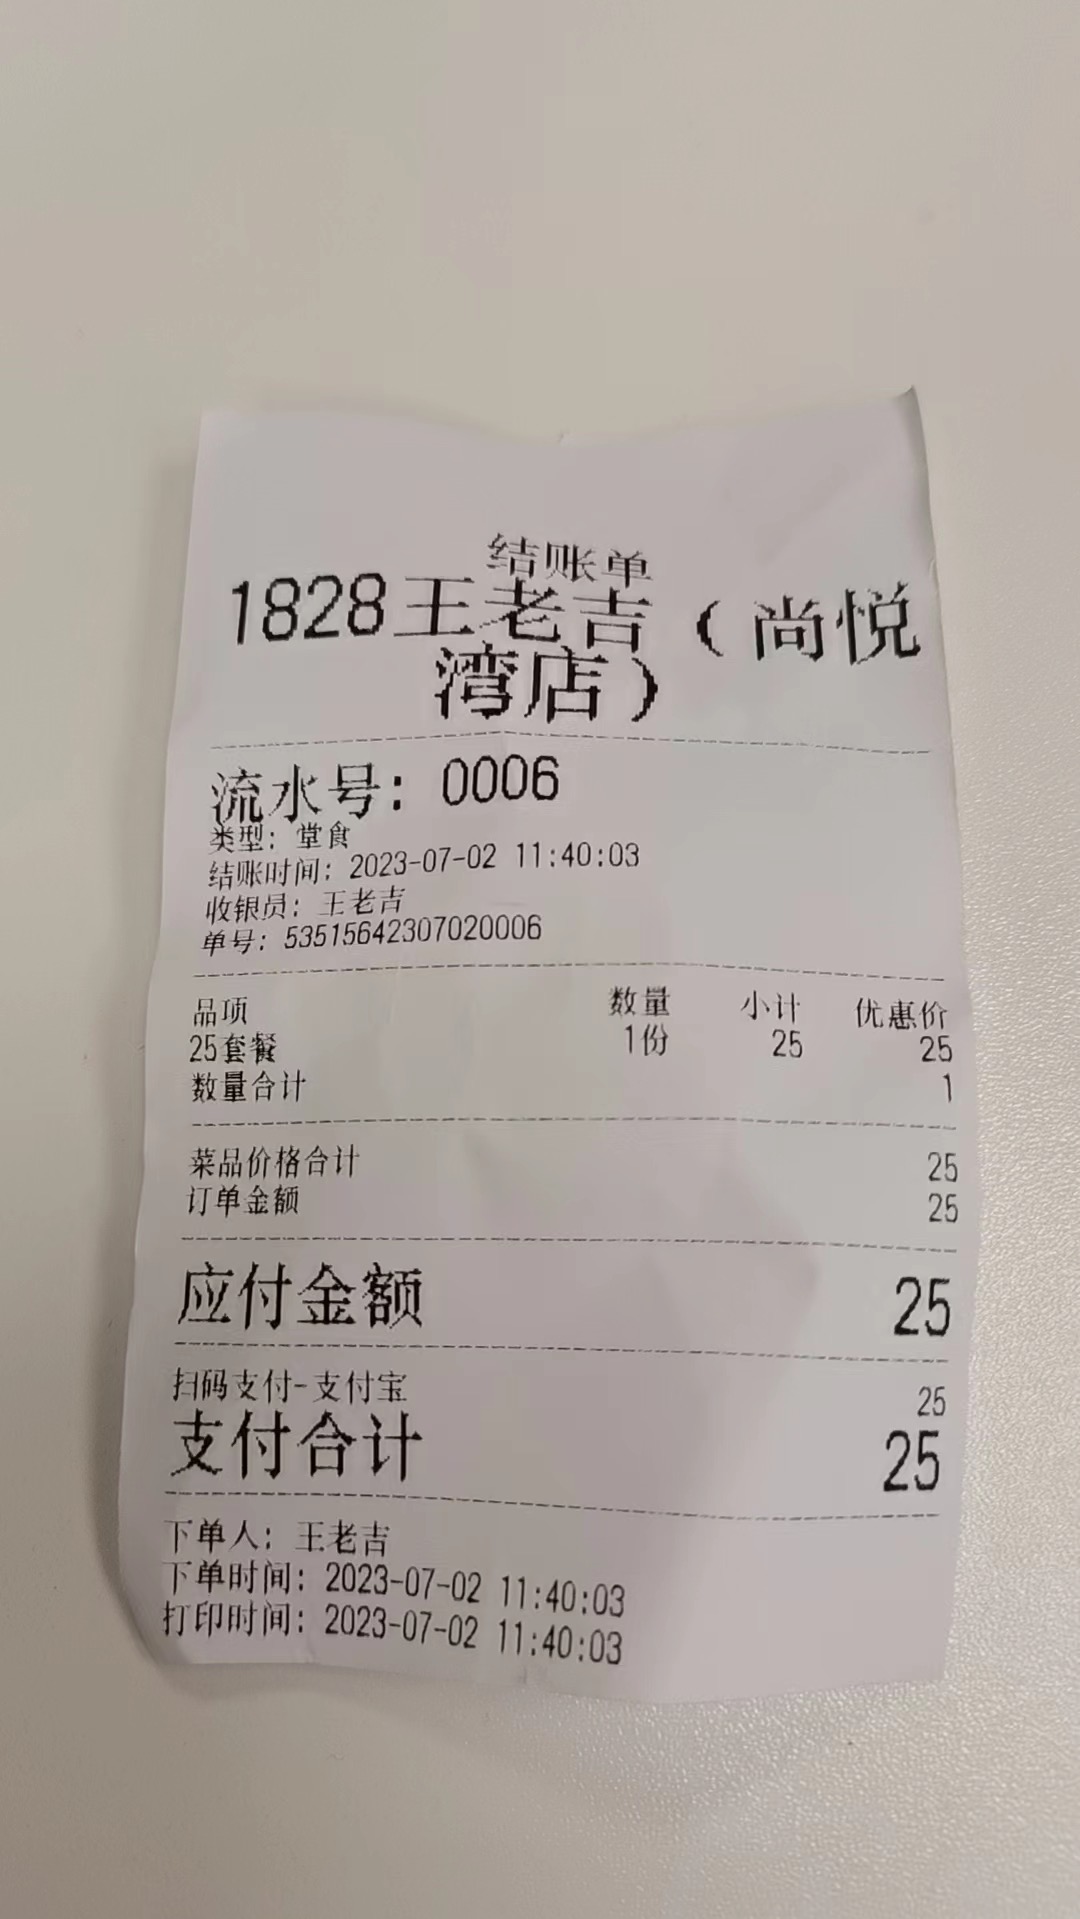 结账单
1828王老吉（尚悦
湾店）
流水号：0006
类型：堂食
结账时间：2023-07-02 11:40:03
收银员：王老吉
单号：53515642307020006
品项 数量 小计 优惠价
25套餐 1份 25 25
数量合计 1
菜品价格合计 25
订单金额 25
应付金额 25
扫码支付-支付宝 25
支付合计 25
下单人：王老吉
下单时间：2023-07-02 11:40:03
打印时间：2023-07-02 11:40:03